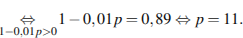 ⇔ 1 − 0,01p = 0,89 ⇔ p = 11.
1−0,01p>0